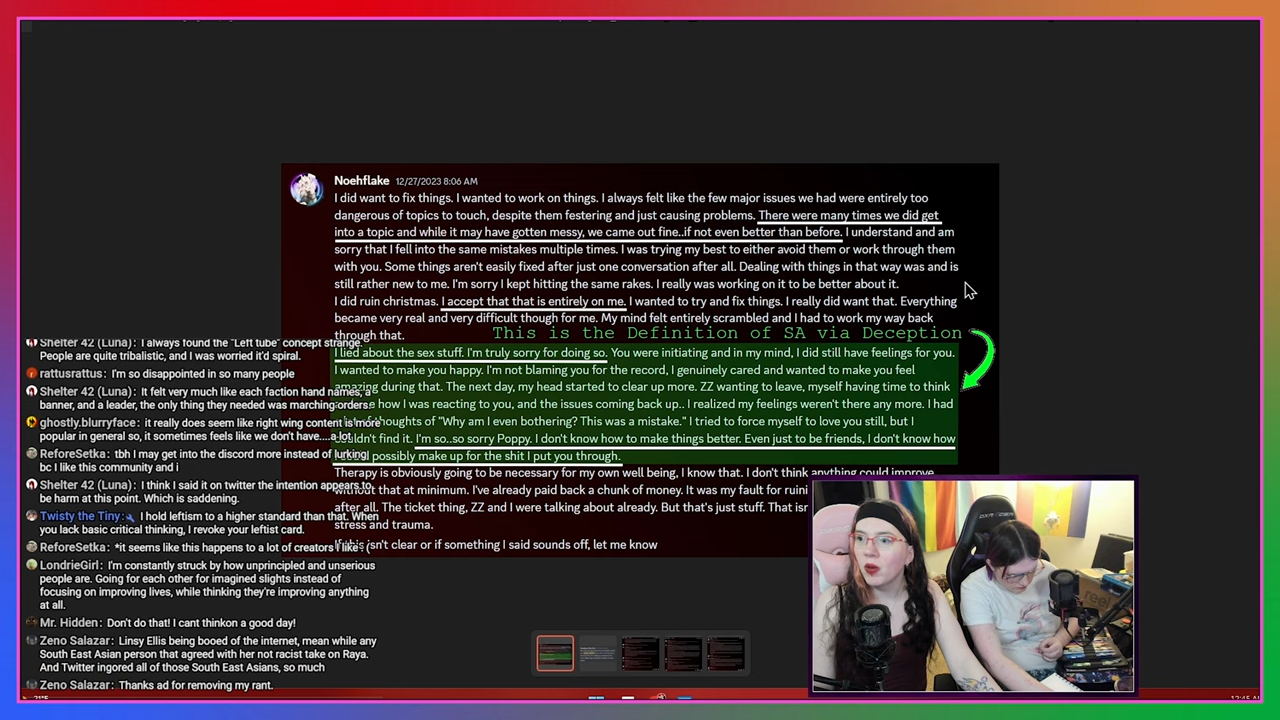 Noehflake 12/27/2023 8:06 AM
I did want to fix things. I wanted to work on things. I always felt like the few major issues we had were entirely too
dangerous of topics to touch, despite them festering and just causing problems. There were many times we did get
into a topic and while it may have gotten messy, we came out fine..if not even better than before. I understand and am
sorry that I fell into the same mistakes multiple times. I was trying my best to either avoid them or work through them
with you. Some things aren't easily fixed after just one conversation after all. Dealing with things in that way was and is
still rather new to me. I'm sorry I kept hitting the same rakes. I really was working on it to be better about it.
I did ruin christmas. I accept that that is entirely on me. I wanted to try and fix things. I really did want that. Everything
became very real and very difficult though for me. My mind felt entirely scrambled and I had to work my way back
through that.
This is the Definition of SA via Deception
I lied about the sex stuff. I'm truly sorry for doing so. You were initiating and in my mind, I did still have feelings for you.
I wanted to make you happy. I'm not blaming you for the record, I genuinely cared and wanted to make you feel
amazing during that. The next day, my head started to clear up more. ZZ wanting to leave, myself having time to think
how I was reacting to you, and the issues coming back up.. I realized my feelings weren't there any more. I had
of thoughts of "Why am I even bothering? This was a mistake." I tried to force myself to love you still, but I
couldn't find it. I'm so..so sorry Poppy. I don't know how to make things better. Even just to be friends, I don't know how
I possibly make up for the shit I put you through.
Therapy is obviously going to be necessary for my own well being, I know that. I don't think anything could improve
without that at minimum. I've already paid back a chunk of money. It was my fault for
after all. The ticket thing, ZZ and I were talking about already. But that's just stuff. That
stress and trauma.
If this isn't clear or if something I said sounds off, let me know
Shelter 42 (Luna): I always found the "Left tube" concept strange.
People are quite tribalistic, and I was worried it'd spiral.
rattusrattus: I'm so disappointed in so many people
Shelter 42 (Luna): It felt very much like each faction hand names, a
banner, and a leader, the only thing they needed was marching orders.
ghostly.blurryface: it really does seem like right wing content is more
popular in general so, it sometimes feels like we don't have....a lot
ReforeSetka: tbh I may get into the discord more instead of lurking
bc I like this community and i
Shelter 42 (Luna): I think I said it on twitter the intention appears to
be harm at this point. Which is saddening.
Twisty the Tiny: I hold leftism to a higher standard than that. When
you lack basic critical thinking, I revoke your leftist card.
ReforeSetka: *it seems like this happens to a lot of creators I like :(
LondrieGirl: I'm constantly struck by how unprincipled and unserious
people are. Going for each other for imagined slights instead of
focusing on improving lives, while thinking they're improving anything
at all.
Mr. Hidden: Don't do that! I cant thinkon a good day!
Zeno Salazar: Linsy Ellis being booed of the internet, mean while any
South East Asian person that agreed with her not racist take on Raya.
And Twitter ingored all of those South East Asians, so much
Zeno Salazar: Thanks ad for removing my rant.